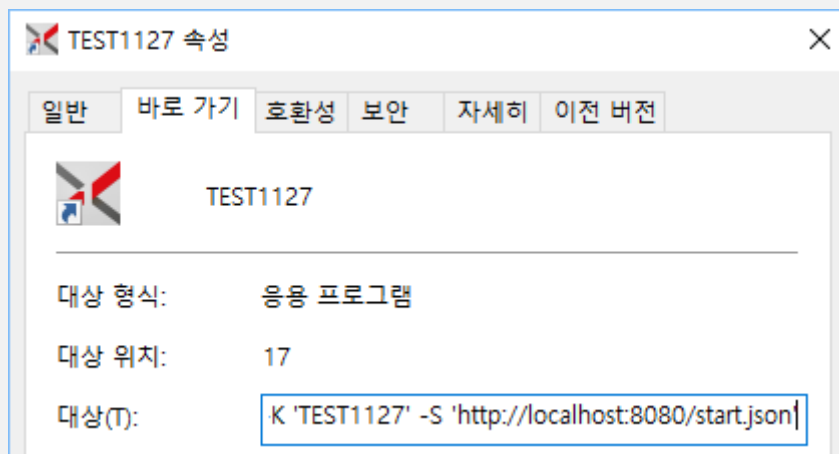 TEST1127 속성
일반 바로 가기 호환성 보안 자세히 이전 버전
TEST1127
대상 형식: 응용 프로그램
대상 위치: 17
대상(T): -K 'TEST1127' -S 'http://localhost:8080/start.json'